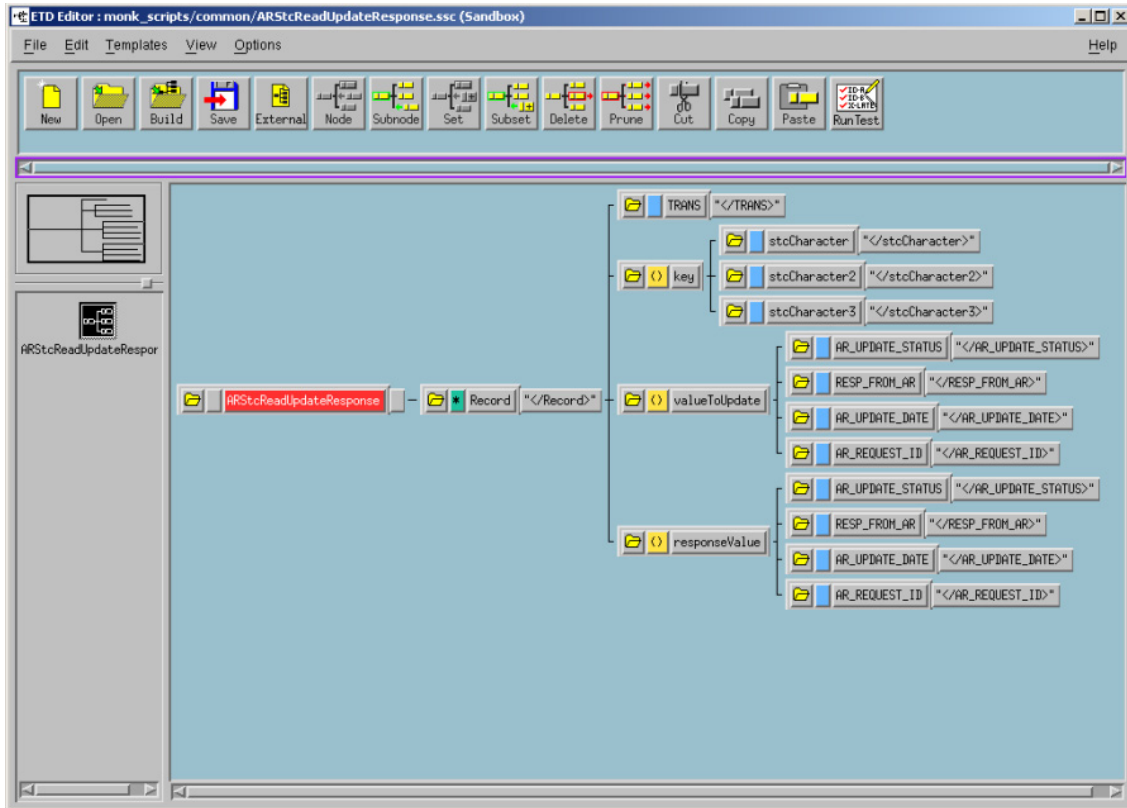 ETD Editor : monk_scripts/common/ARStcReadUpdateResponse.ssc (Sandbox)
File Edit Templates View Options Help
New Open Build Save External Node Subnode Set Subset Delete Prune Cut Copy Paste RunTest
ID-A
ID-B
X-LATE
TRANS "</TRANS>"
stcCharacter "</stcCharacter>"
key stcCharacter2 "</stcCharacter2>"
stcCharacter3 "</stcCharacter3>"
ARStcReadUpdateRespor
AR_UPDATE_STATUS "</AR_UPDATE_STATUS>"
RESP_FROM_AR "</RESP_FROM_AR>"
ARStcReadUpdateResponse * Record "</Record>" valueToUpdate
AR_UPDATE_DATE "</AR_UPDATE_DATE>"
AR_REQUEST_ID "</AR_REQUEST_ID>"
AR_UPDATE_STATUS "</AR_UPDATE_STATUS>"
RESP_FROM_AR "</RESP_FROM_AR>"
responseValue
AR_UPDATE_DATE "</AR_UPDATE_DATE>"
AR_REQUEST_ID "</AR_REQUEST_ID>"